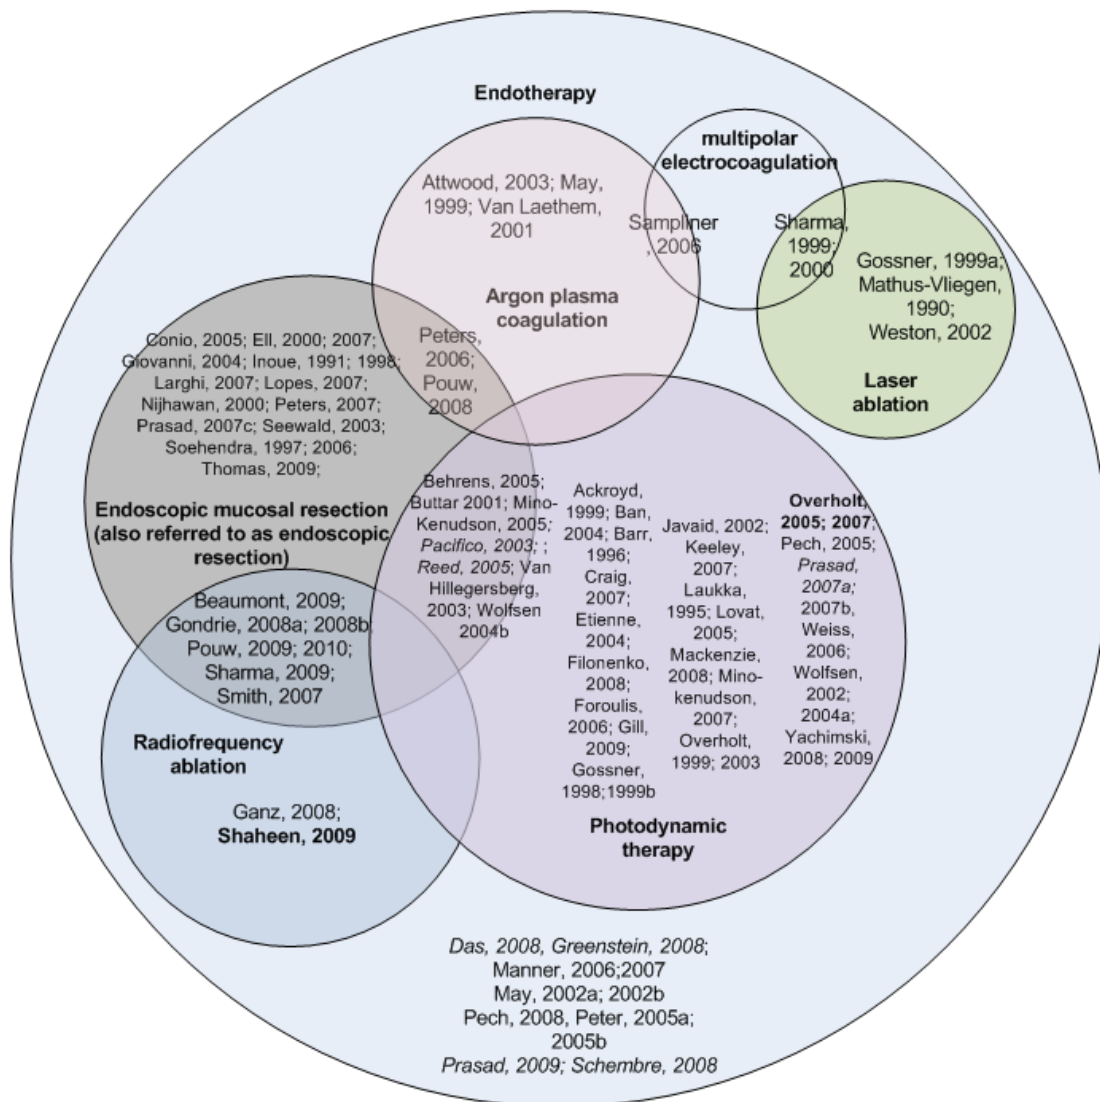 Endotherapy
multipolar
electrocoagulation
Attwood, 2003; May,
1999; Van Laethem,
2001
Sampliner
, 2006
Sharma,
1999;
2000
Gossner, 1999a;
Mathus-Vliegen,
1990;
Weston, 2002
Laser
ablation
Argon plasma
coagulation
Peters,
2006;
Pouw,
2008
Conio, 2005; Ell, 2000; 2007;
Giovanni, 2004; Inoue, 1991; 1998;
Larghi, 2007; Lopes, 2007;
Nijhawan, 2000; Peters, 2007;
Prasad, 2007c; Seewald, 2003;
Soehendra, 1997; 2006;
Thomas, 2009;
Endoscopic mucosal resection
(also referred to as endoscopic
resection)
Behrens, 2005;
Buttar 2001; Mino-
Kenudson, 2005;
Pacifico, 2003; ;
Reed, 2005; Van
Hillegersberg,
2003; Wolfsen
2004b
Ackroyd,
1999; Ban,
2004; Barr,
1996;
Craig,
2007;
Etienne,
2004;
Filonenko,
2008;
Foroulis,
2006; Gill,
2009;
Gossner,
1998;1999b
Javaid, 2002;
Keeley,
2007;
Laukka,
1995; Lovat,
2005;
Mackenzie,
2008; Mino-
kenudson,
2007;
Overholt,
1999; 2003
Overholt,
2005; 2007;
Pech, 2005;
Prasad,
2007a;
2007b,
Weiss,
2006;
Wolfsen,
2002;
2004a;
Yachimski,
2008; 2009
Photodynamic
therapy
Beaumont, 2009;
Gondrie, 2008a; 2008b
Pouw, 2009; 2010;
Sharma, 2009;
Smith, 2007
Radiofrequency
ablation
Ganz, 2008;
Shaheen, 2009
Das, 2008, Greenstein, 2008;
Manner, 2006;2007
May, 2002a; 2002b
Pech, 2008, Peter, 2005a;
2005b
Prasad, 2009; Schembre, 2008